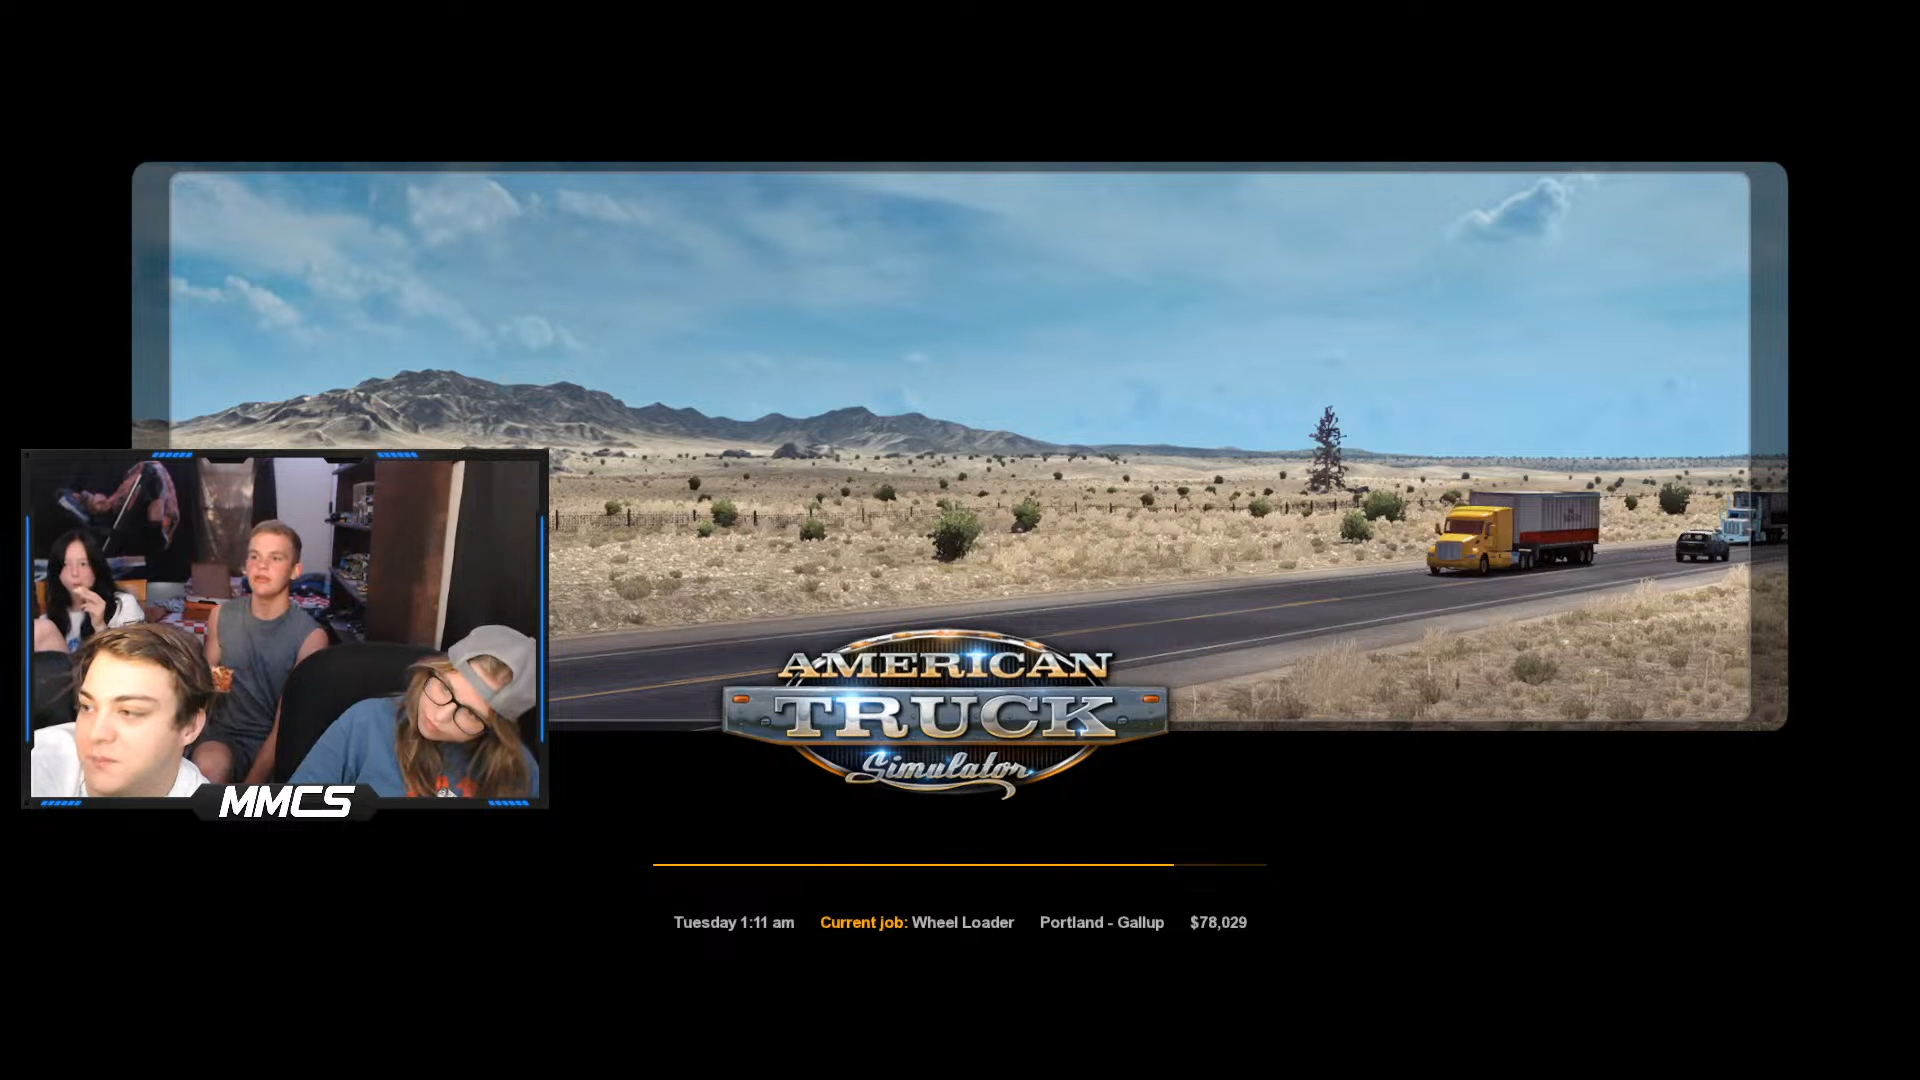 AMERICAN
TRUCK
Simulator
MMCS
Tuesday 1:11 am Current job: Wheel Loader Portland - Gallup $78,029